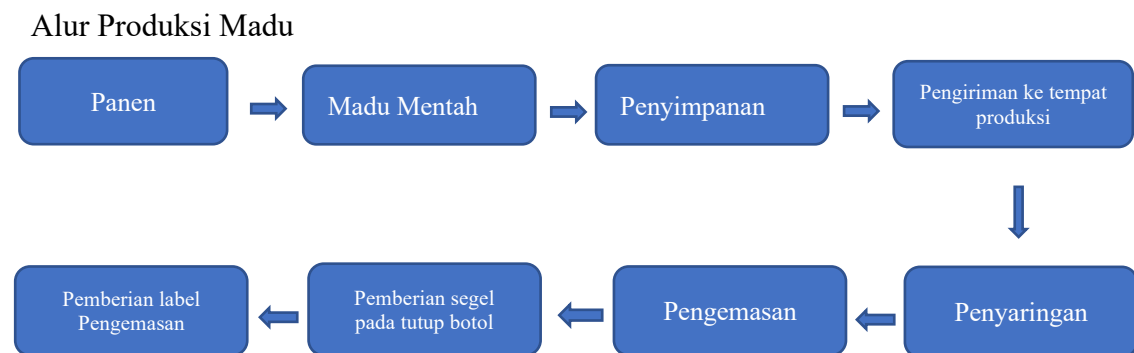 Alur Produksi Madu
Panen
Madu Mentah
Penyimpanan
Pengiriman ke tempat
produksi
Penyaringan
Pengemasan
Pemberian segel
pada tutup botol
Pemberian label
Pengemasan